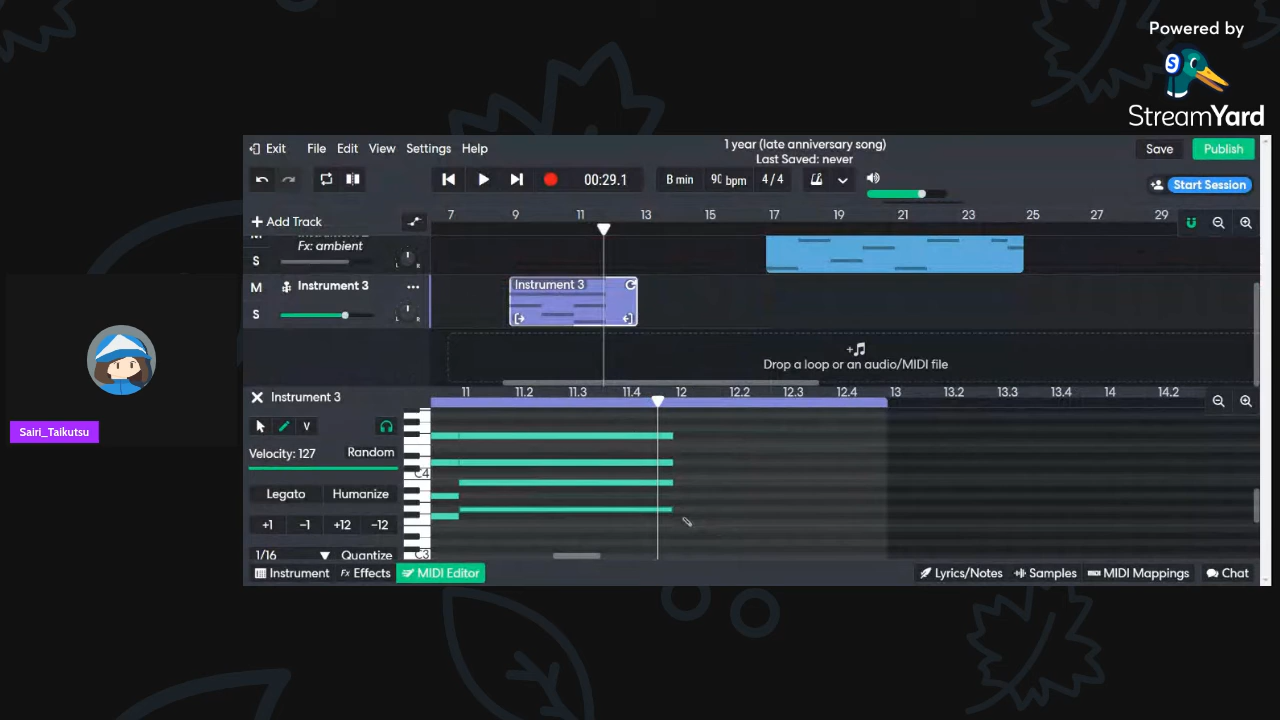 Powered by
S
StreamYard
Exit File Edit View Settings Help
1 year (late anniversary song)
Last Saved: never
Save Publish
00:29.1 B min 90 bpm 4/4
Start Session
Add Track
7 9 11 13 15 17 19 21 23 25 27 29
Fx: ambient
S
L R
M Instrument 3
S
L R
Instrument 3
Drop a loop or an audio/MIDI file
Instrument 3
11 11.2 11.3 11.4 12 12.2 12.3 12.4 13 13.2 13.3 13.4 14 14.2
V
Velocity: 127 Random
C4
Legato Humanize
+1 −1 +12 −12
1/16 Quantize
C3
Instrument Fx Effects MIDI Editor Lyrics/Notes Samples MIDI Mappings Chat
Sairi_Taikutsu